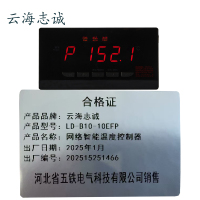 云海志诚
P 152.1
合格证
产品品牌：云海志诚
产品型号：LD-B10-10EFP
产品名称：网络智能温度控制器
出厂日期：2025年1月
出厂编号：202515251466
河北省五铁电气科技有限公司销售